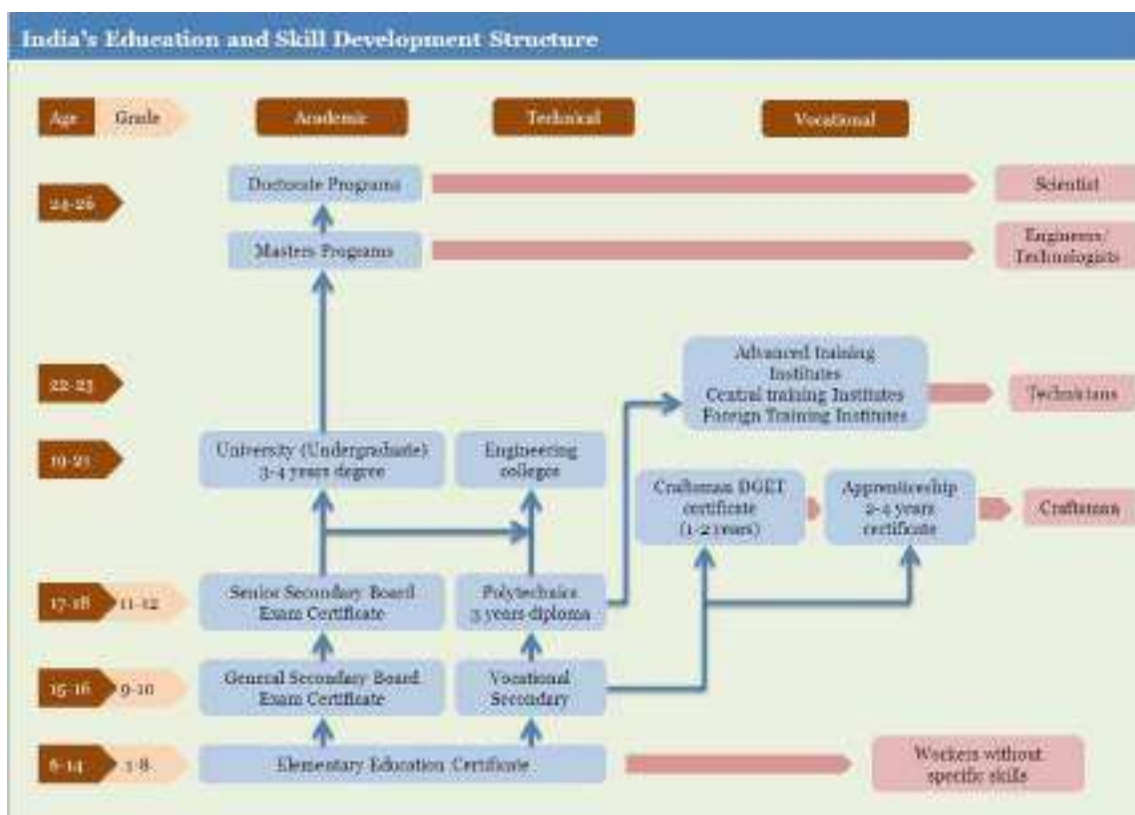 India's Education and Skill Development Structure
Age Grade Academic Technical Vocational
24-26
Doctorate Programs
Scientist
Masters Programs
Engineers/
Technologists
22-23
Advanced training
Institutes
Central training Institutes
Foreign Training Institutes
Technicians
19-21
University (Undergraduate)
3-4 years degree
Engineering
colleges
Craftsman DGET
certificate
(1-2 years)
Apprenticeship
2-4 years
certificate
Craftsman
17-18 11-12
Senior Secondary Board
Exam Certificate
Polytechnics
3 years diploma
15-16 9-10
General Secondary Board
Exam Certificate
Vocational
Secondary
6-14 1-8
Elementary Education Certificate
Workers without
specific skills